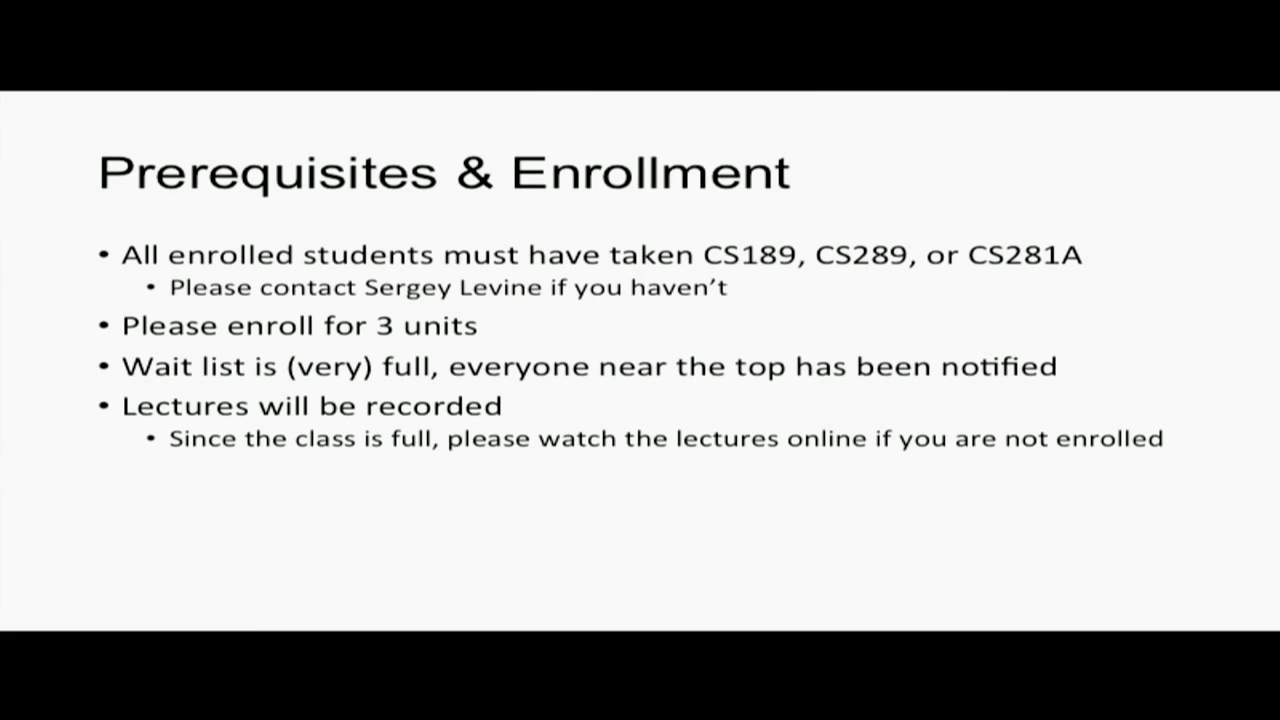 Prerequisites & Enrollment
• All enrolled students must have taken CS189, CS289, or CS281A
• Please contact Sergey Levine if you haven’t
• Please enroll for 3 units
• Wait list is (very) full, everyone near the top has been notified
• Lectures will be recorded
• Since the class is full, please watch the lectures online if you are not enrolled